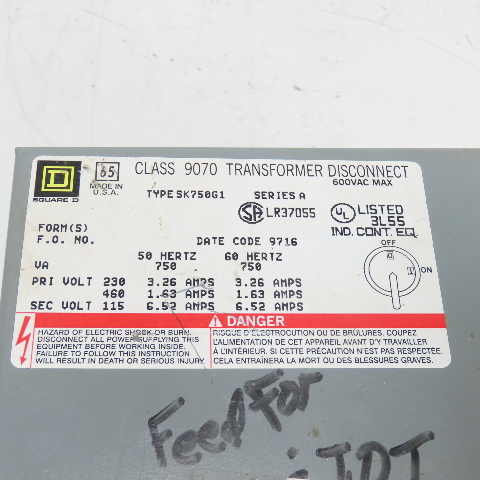 D
SQUARE D
65
MADE IN
U.S.A.
CLASS 9070 TRANSFORMER DISCONNECT
600VAC MAX
TYPE SK750G1 SERIES A
SA LR37055
UL LISTED
3L55
IND. CONT. EQ.
FORM(S)
F.O. NO. DATE CODE 9716
OFF
ON
50 HERTZ 60 HERTZ
VA 750 750
PRI VOLT 230 3.26 AMPS 3.26 AMPS
460 1.63 AMPS 1.63 AMPS
SEC VOLT 115 6.52 AMPS 6.52 AMPS
DANGER
HAZARD OF ELECTRIC SHOCK OR BURN.
DISCONNECT ALL POWER SUPPLYING THIS
EQUIPMENT BEFORE WORKING INSIDE.
FAILURE TO FOLLOW THIS INSTRUCTION
WILL RESULT IN DEATH OR SERIOUS INJURY.
RISQUE D'ÉLECTROCUTION OU DE BRÛLURES. COUPEZ
L'ALIMENTATION DE CET APPAREIL AVANT D'Y TRAVAILLER
À L'INTÉRIEUR. SI CETTE PRÉCAUTION N'EST PAS RESPECTÉE,
CELA ENTRAÎNERA LA MORT OU DES BLESSURES GRAVES.
Feed For